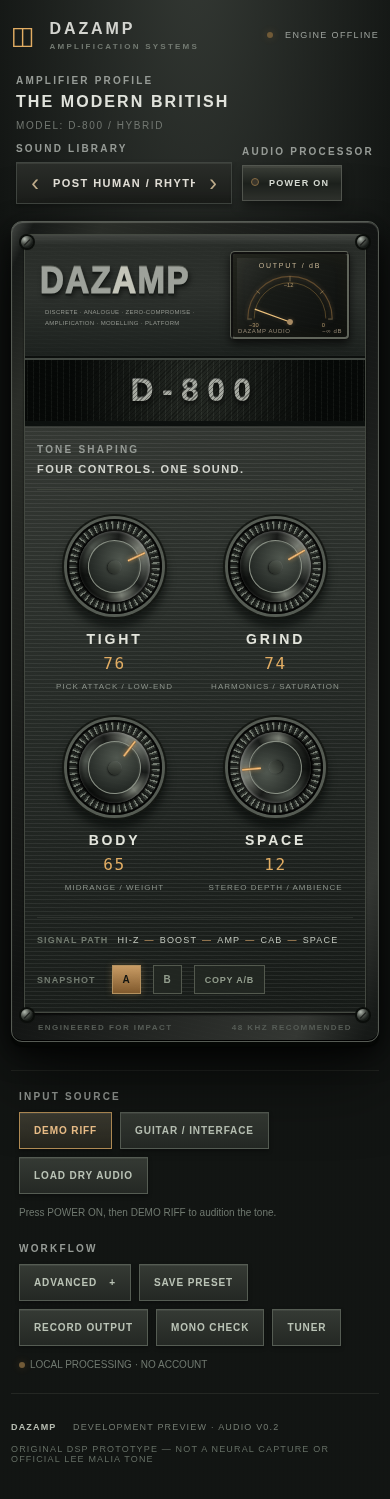 DAZAMP
AMPLIFICATION SYSTEMS
ENGINE OFFLINE
AMPLIFIER PROFILE
THE MODERN BRITISH
MODEL: D-800 / HYBRID
SOUND LIBRARY
AUDIO PROCESSOR
‹ POST HUMAN / RHYTH ›
POWER ON
DAZAMP
DISCRETE · ANALOGUE · ZERO-COMPROMISE
AMPLIFICATION · MODELLING · PLATFORM
OUTPUT / dB
-12
-30 0
DAZAMP AUDIO -∞ dB
D-800
TONE SHAPING
FOUR CONTROLS. ONE SOUND.
TIGHT
76
PICK ATTACK / LOW-END
GRIND
74
HARMONICS / SATURATION
BODY
65
MIDRANGE / WEIGHT
SPACE
12
STEREO DEPTH / AMBIENCE
SIGNAL PATH HI-Z — BOOST — AMP — CAB — SPACE
SNAPSHOT A B COPY A/B
ENGINEERED FOR IMPACT 48 KHZ RECOMMENDED
INPUT SOURCE
DEMO RIFF GUITAR / INTERFACE
LOAD DRY AUDIO
Press POWER ON, then DEMO RIFF to audition the tone.
WORKFLOW
ADVANCED + SAVE PRESET
RECORD OUTPUT MONO CHECK TUNER
LOCAL PROCESSING · NO ACCOUNT
DAZAMP DEVELOPMENT PREVIEW · AUDIO V0.2
ORIGINAL DSP PROTOTYPE — NOT A NEURAL CAPTURE OR
OFFICIAL LEE MALIA TONE